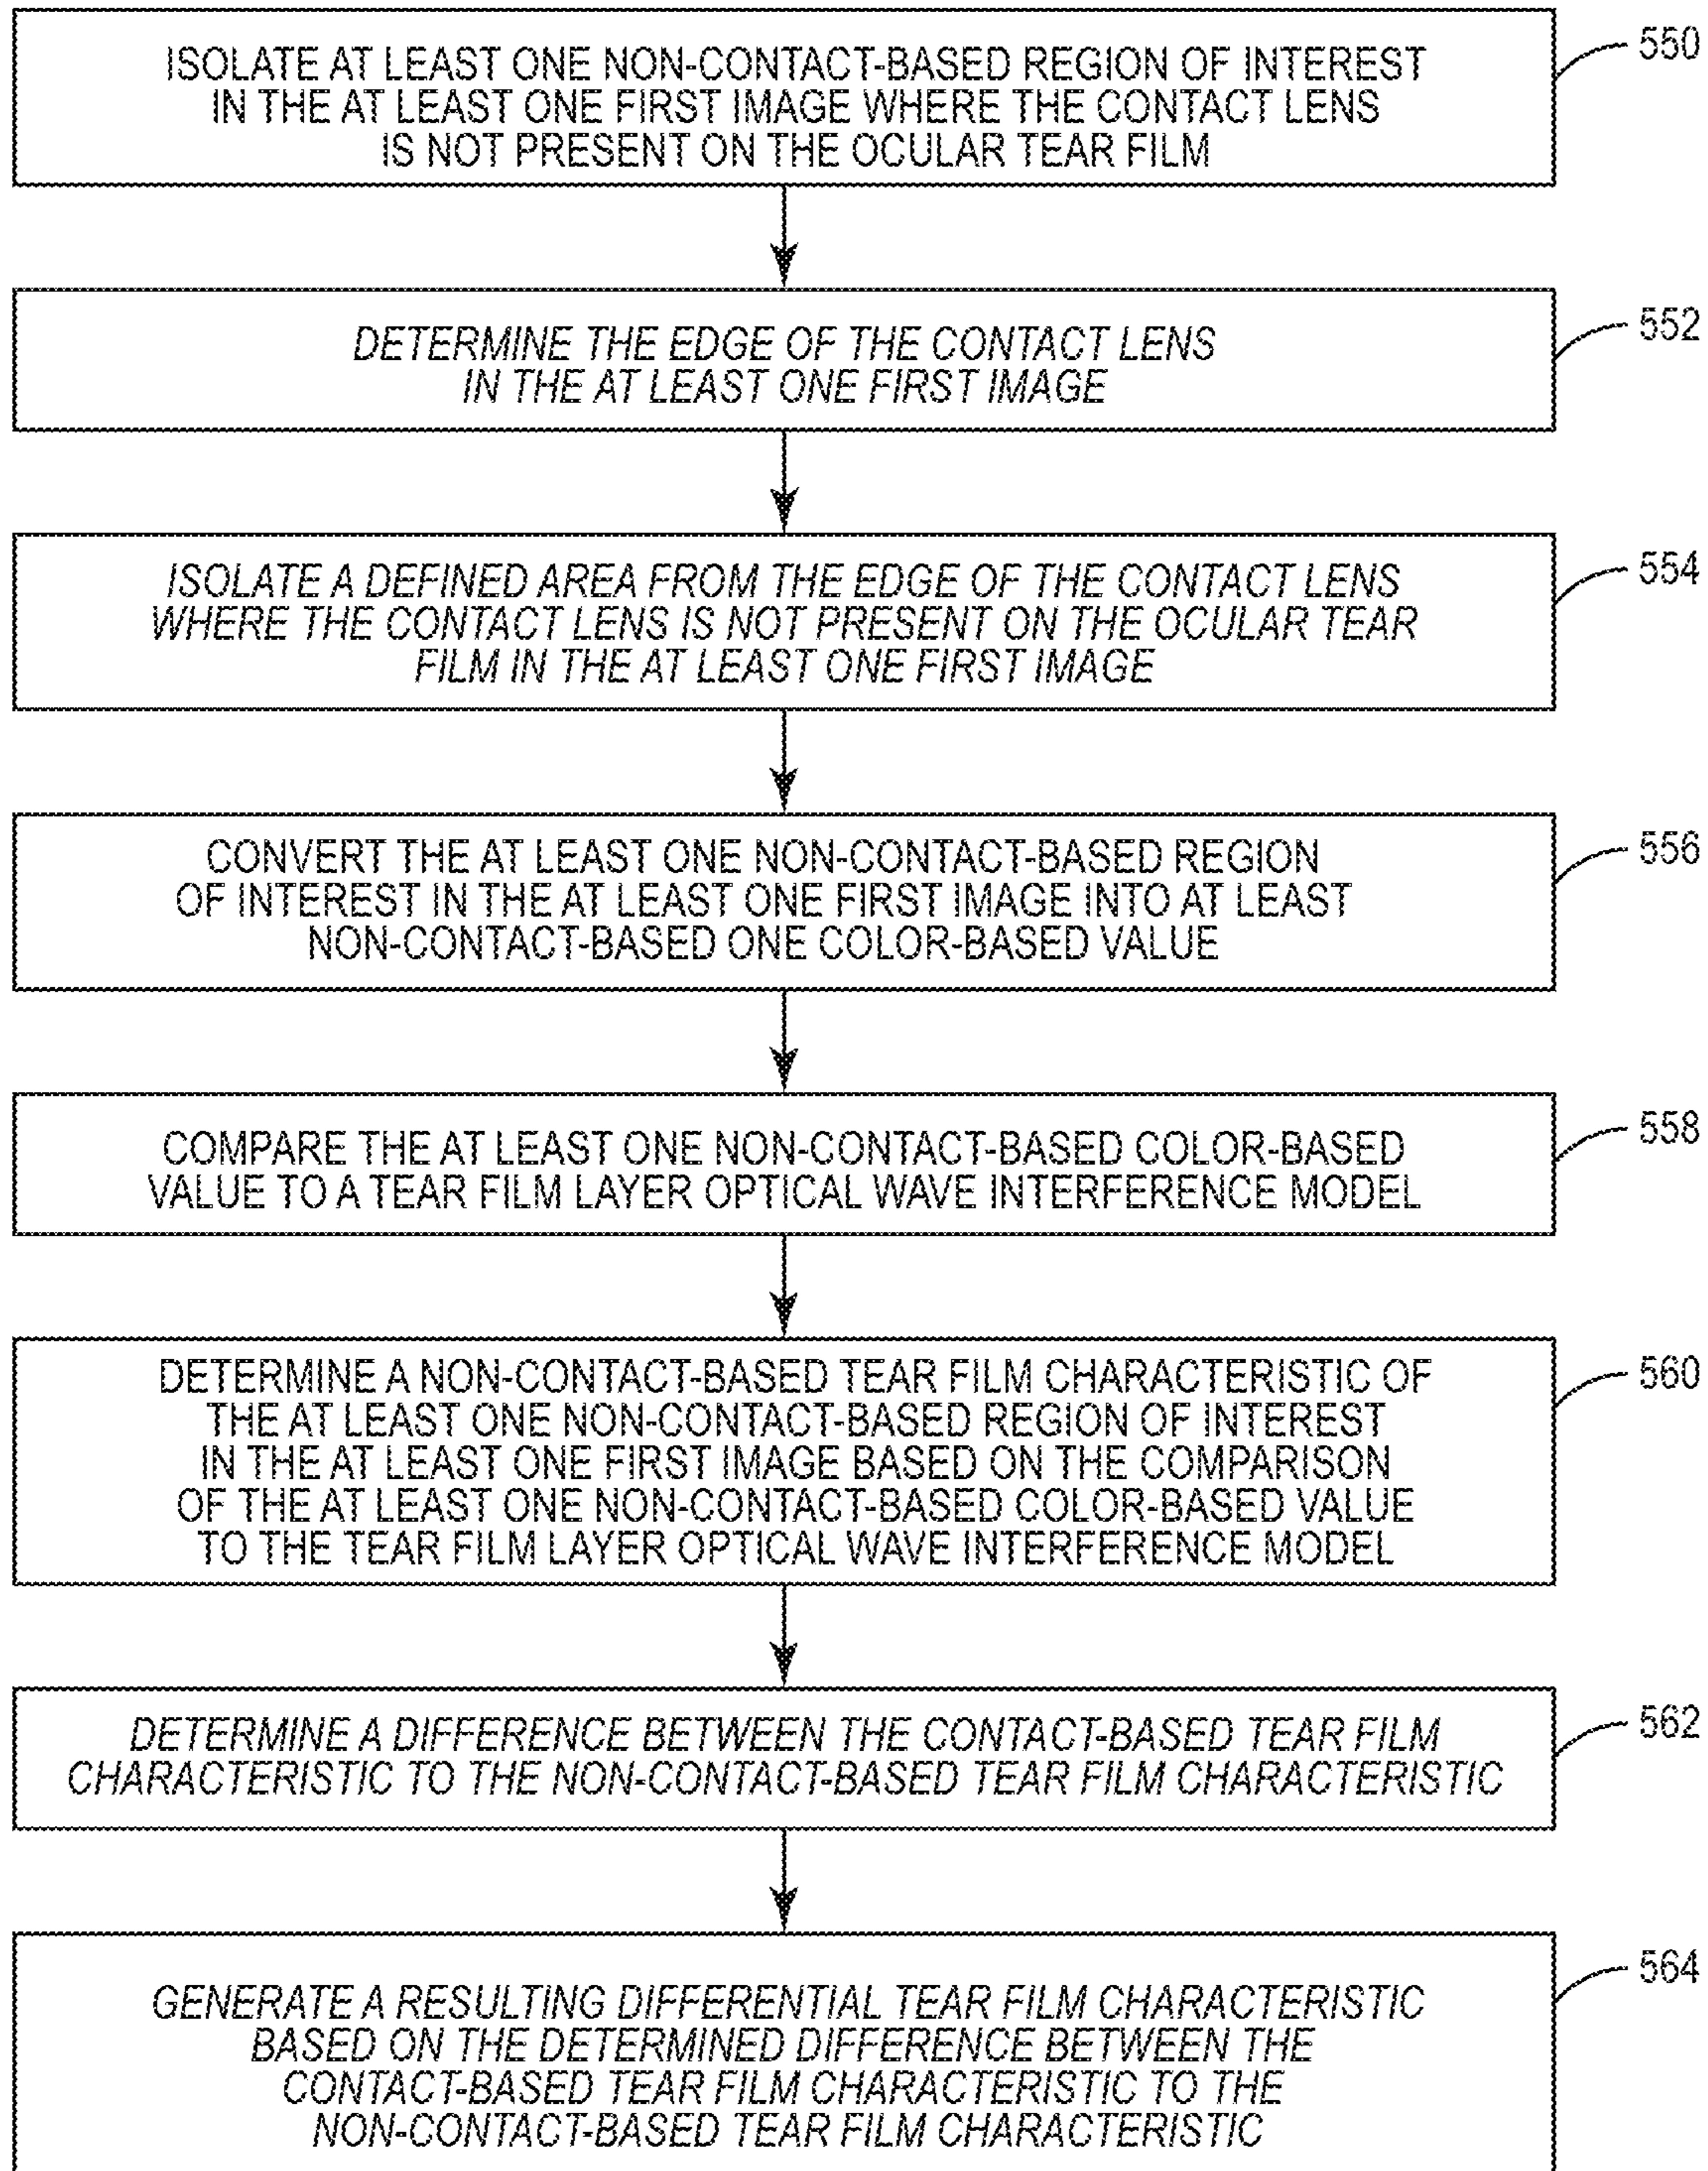 ISOLATE AT LEAST ONE NON-CONTACT-BASED REGION OF INTEREST
IN THE AT LEAST ONE FIRST IMAGE WHERE THE CONTACT LENS
IS NOT PRESENT ON THE OCULAR TEAR FILM
550
DETERMINE THE EDGE OF THE CONTACT LENS
IN THE AT LEAST ONE FIRST IMAGE
552
ISOLATE A DEFINED AREA FROM THE EDGE OF THE CONTACT LENS
WHERE THE CONTACT LENS IS NOT PRESENT ON THE OCULAR TEAR
FILM IN THE AT LEAST ONE FIRST IMAGE
554
CONVERT THE AT LEAST ONE NON-CONTACT-BASED REGION
OF INTEREST IN THE AT LEAST ONE FIRST IMAGE INTO AT LEAST
NON-CONTACT-BASED ONE COLOR-BASED VALUE
556
COMPARE THE AT LEAST ONE NON-CONTACT-BASED COLOR-BASED
VALUE TO A TEAR FILM LAYER OPTICAL WAVE INTERFERENCE MODEL
558
DETERMINE A NON-CONTACT-BASED TEAR FILM CHARACTERISTIC OF
THE AT LEAST ONE NON-CONTACT-BASED REGION OF INTEREST
IN THE AT LEAST ONE FIRST IMAGE BASED ON THE COMPARISON
OF THE AT LEAST ONE NON-CONTACT-BASED COLOR-BASED VALUE
TO THE TEAR FILM LAYER OPTICAL WAVE INTERFERENCE MODEL
560
DETERMINE A DIFFERENCE BETWEEN THE CONTACT-BASED TEAR FILM
CHARACTERISTIC TO THE NON-CONTACT-BASED TEAR FILM CHARACTERISTIC
562
GENERATE A RESULTING DIFFERENTIAL TEAR FILM CHARACTERISTIC
BASED ON THE DETERMINED DIFFERENCE BETWEEN THE
CONTACT-BASED TEAR FILM CHARACTERISTIC TO THE
NON-CONTACT-BASED TEAR FILM CHARACTERISTIC
564